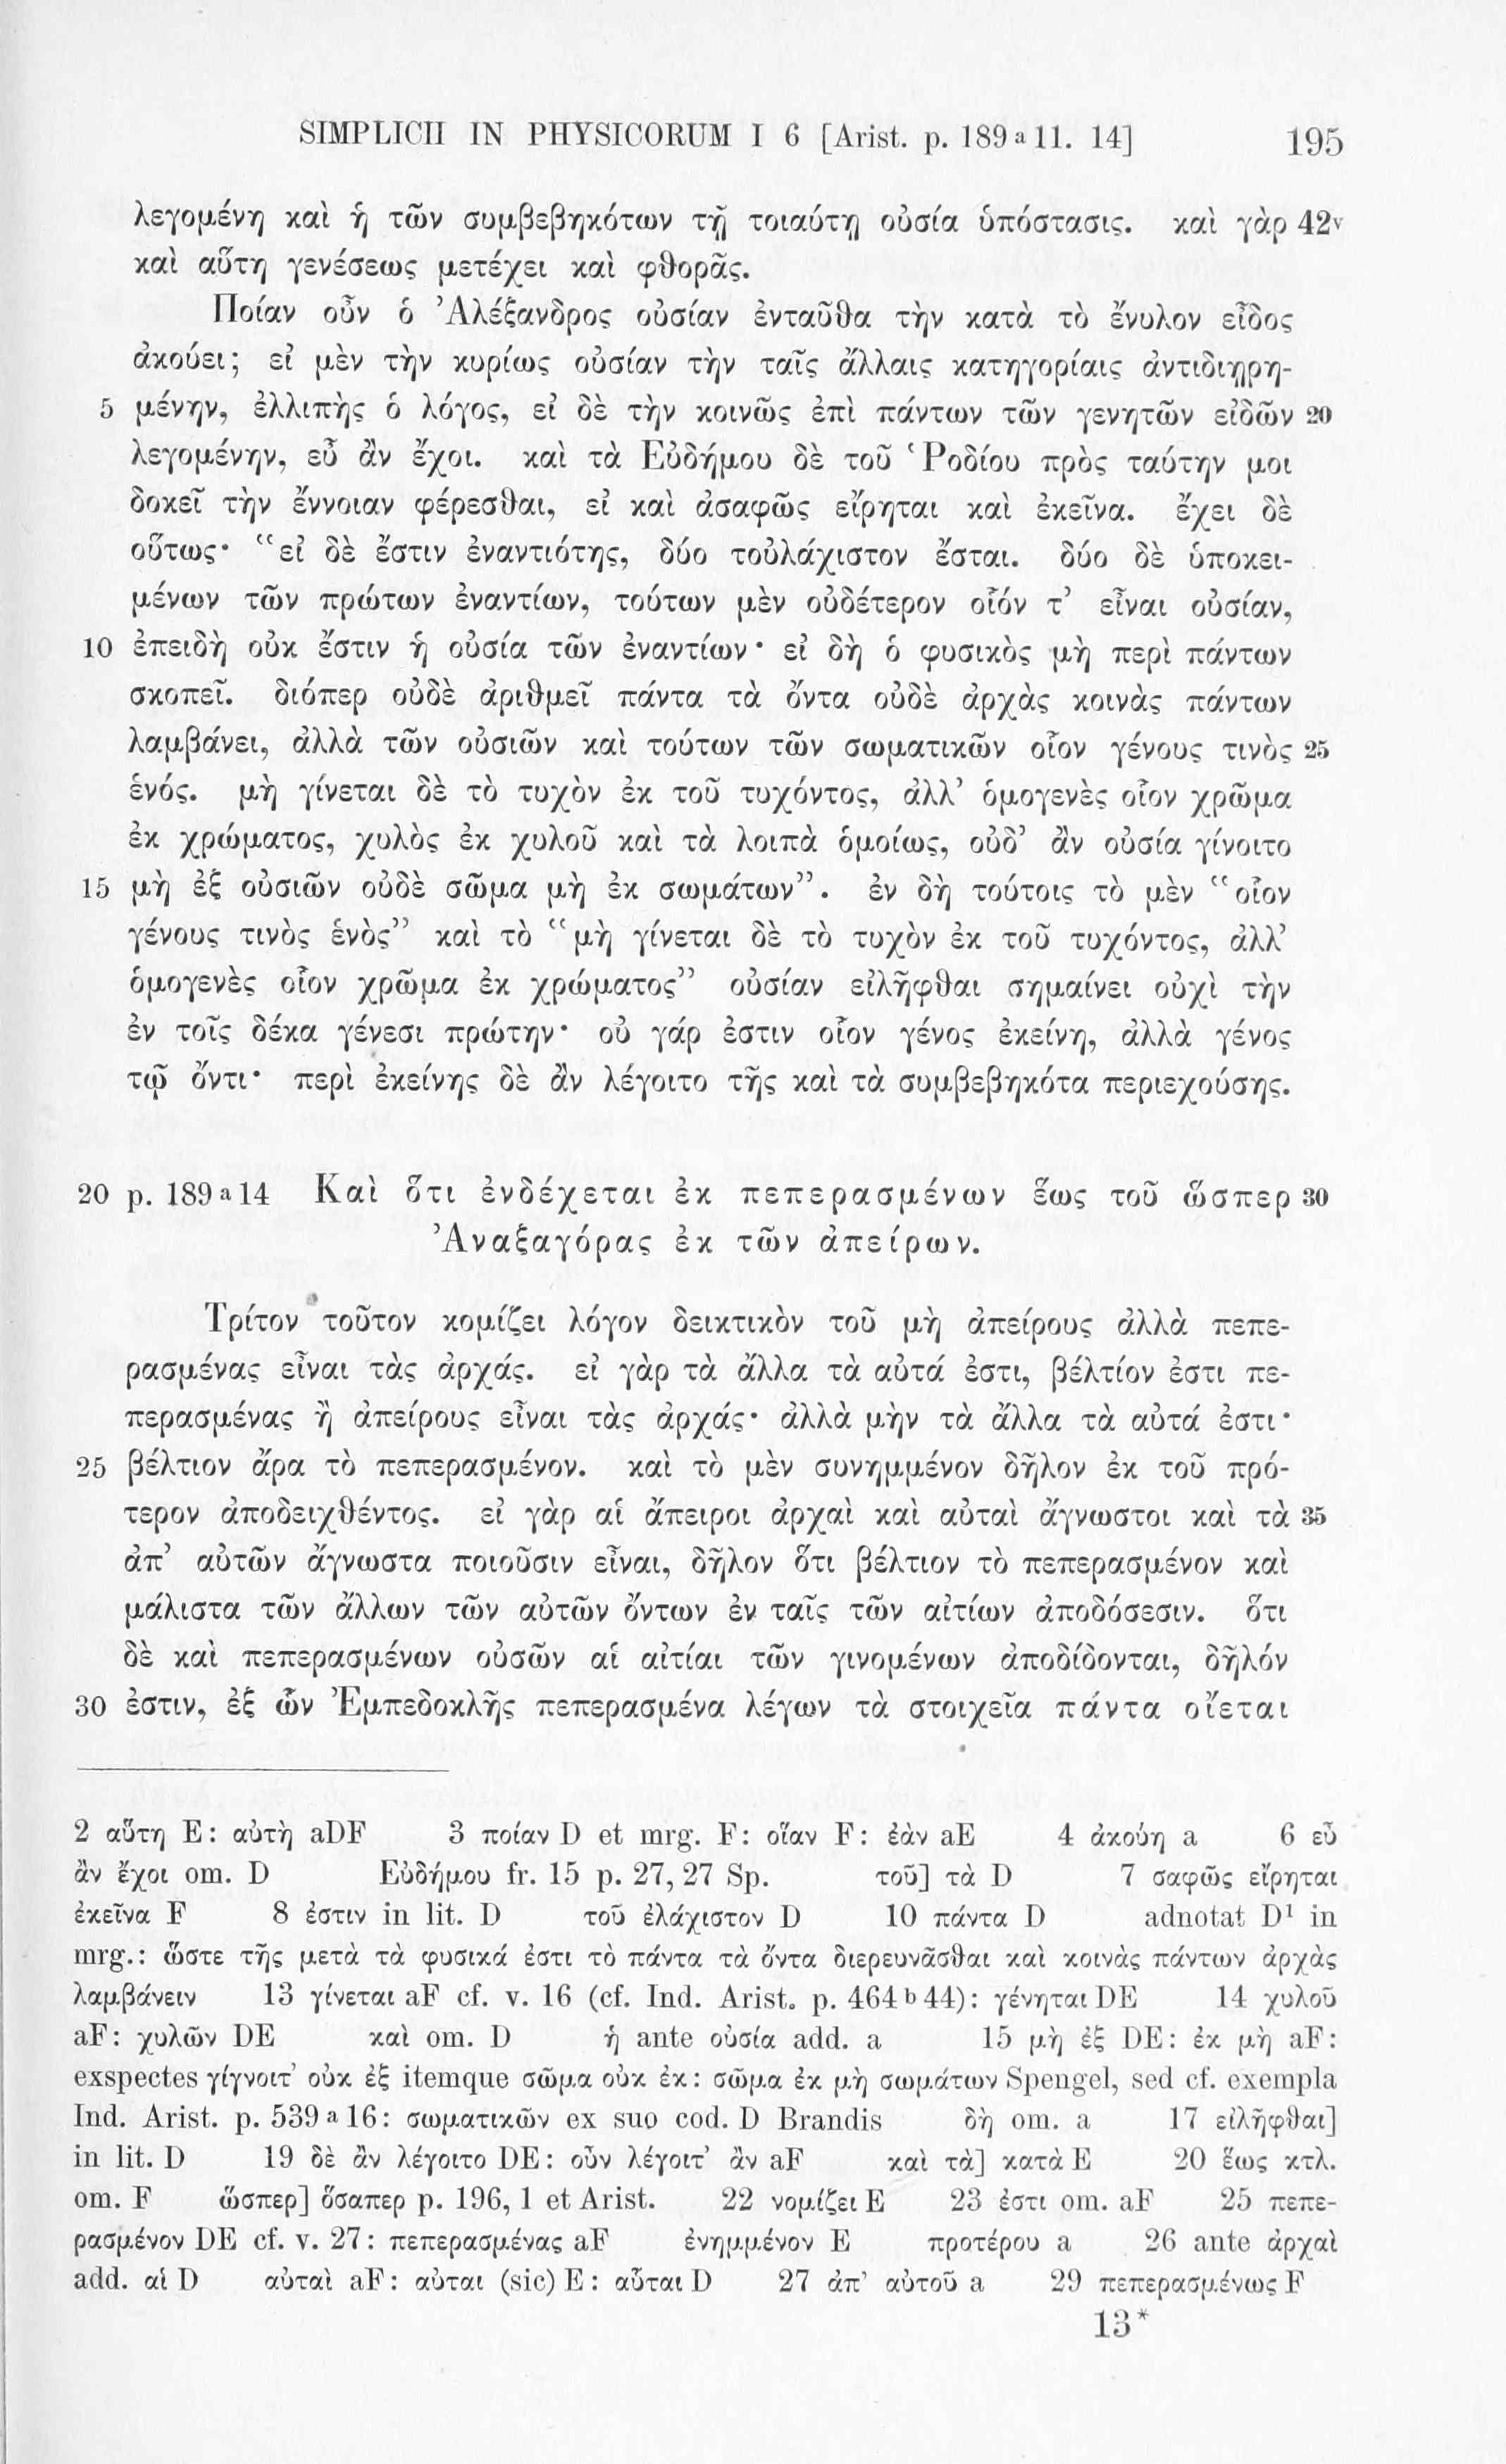 SIMPLICII IN PHYSICORUM I 6 [Arist. p. 189 a 11. 14] 195
λεγομένη καὶ ἡ τῶν συμβεβηκότων τῇ τοιαύτῃ οὐσία ὑπόστασις. καὶ γὰρ 42v
καὶ αὕτη γενέσεως μετέχει καὶ φθορᾶς.
Ποίαν οὖν ὁ Ἀλέξανδρος οὐσίαν ἐνταῦθα τὴν κατὰ τὸ ἔνυλον εἶδος
ἀκούει; εἰ μὲν τὴν κυρίως οὐσίαν τὴν ταῖς ἄλλαις κατηγορίαις ἀντιδιῃρη-
5 μένην, ἐλλιπὴς ὁ λόγος, εἰ δὲ τὴν κοινῶς ἐπὶ πάντων τῶν γενητῶν εἰδῶν 20
λεγομένην, εὖ ἂν ἔχοι. καὶ τὰ Εὐδήμου δὲ τοῦ Ῥοδίου πρὸς ταύτην μοι
δοκεῖ τὴν ἔννοιαν φέρεσθαι, εἰ καὶ ἀσαφῶς εἴρηται καὶ ἐκεῖνα. ἔχει δὲ
οὕτως· “εἰ δὲ ἔστιν ἐναντιότης, δύο τοὐλάχιστον ἔσται. δύο δὲ ὑποκει-
μένων τῶν πρώτων ἐναντίων, τούτων μὲν οὐδέτερον οἷόν τ’ εἶναι οὐσίαν,
10 ἐπειδὴ οὐκ ἔστιν ἡ οὐσία τῶν ἐναντίων· εἰ δὴ ὁ φυσικὸς μὴ περὶ πάντων
σκοπεῖ. διόπερ οὐδὲ ἀριθμεῖ πάντα τὰ ὄντα οὐδὲ ἀρχὰς κοινὰς πάντων
λαμβάνει, ἀλλὰ τῶν οὐσιῶν καὶ τούτων τῶν σωματικῶν οἷον γένους τινὸς 25
ἑνός. μὴ γίνεται δὲ τὸ τυχὸν ἐκ τοῦ τυχόντος, ἀλλ’ ὁμογενὲς οἷον χρῶμα
ἐκ χρώματος, χυλὸς ἐκ χυλοῦ καὶ τὰ λοιπὰ ὁμοίως, οὐδ’ ἂν οὐσία γίνοιτο
15 μὴ ἐξ οὐσιῶν οὐδὲ σῶμα μὴ ἐκ σωμάτων”. ἐν δὴ τούτοις τὸ μὲν “οἷον
γένους τινὸς ἑνὸς” καὶ τὸ “μὴ γίνεται δὲ τὸ τυχὸν ἐκ τοῦ τυχόντος, ἀλλ’
ὁμογενὲς οἷον χρῶμα ἐκ χρώματος” οὐσίαν εἰλῆφθαι σημαίνει οὐχὶ τὴν
ἐν τοῖς δέκα γένεσι πρώτην· οὐ γάρ ἐστιν οἷον γένος ἐκείνη, ἀλλὰ γένος
τῷ ὄντι· περὶ ἐκείνης δὲ ἂν λέγοιτο τῆς καὶ τὰ συμβεβηκότα περιεχούσης.
20 p. 189 a 14 Καὶ ὅτι ἐνδέχεται ἐκ πεπερασμένων ἕως τοῦ ὥσπερ 30
Ἀναξαγόρας ἐκ τῶν ἀπείρων.
Τρίτον τοῦτον κομίζει λόγον δεικτικὸν τοῦ μὴ ἀπείρους ἀλλὰ πεπε-
ρασμένας εἶναι τὰς ἀρχάς. εἰ γὰρ τὰ ἄλλα τὰ αὐτά ἐστι, βέλτίον ἐστι πε-
περασμένας ἢ ἀπείρους εἶναι τὰς ἀρχάς· ἀλλὰ μὴν τὰ ἄλλα τὰ αὐτά ἐστι·
25 βέλτιον ἄρα τὸ πεπερασμένον. καὶ τὸ μὲν συνημμένον δῆλον ἐκ τοῦ πρό-
τερον ἀποδειχθέντος. εἰ γὰρ αἱ ἄπειροι ἀρχαὶ καὶ αὐταὶ ἄγνωστοι καὶ τὰ 35
ἀπ’ αὐτῶν ἄγνωστα ποιοῦσιν εἶναι, δῆλον ὅτι βέλτιον τὸ πεπερασμένον καὶ
μάλιστα τῶν ἄλλων τῶν αὐτῶν ὄντων ἐν ταῖς τῶν αἰτίων ἀποδόσεσιν. ὅτι
δὲ καὶ πεπερασμένων οὐσῶν αἱ αἰτίαι τῶν γινομένων ἀποδίδονται, δῆλόν
30 ἐστιν, ἐξ ὧν Ἐμπεδοκλῆς πεπερασμένα λέγων τὰ στοιχεῖα πάντα οἴεται
2 αὕτη E: αὐτὴ aDF 3 ποίαν D et mrg. F: οἵαν F: ἐὰν aE 4 ἀκούῃ a 6 εὖ
ἂν ἔχοι om. D Εὐδήμου fr. 15 p. 27, 27 Sp. τοῦ] τὰ D 7 σαφῶς εἴρηται
ἐκεῖνα F 8 ἐστιν in lit. D τοῦ ἐλάχιστον D 10 πάντα D adnotat D1 in
mrg.: ὥστε τῆς μετὰ τὰ φυσικά ἐστι τὸ πάντα τὰ ὄντα διερευνᾶσθαι καὶ κοινὰς πάντων ἀρχὰς
λαμβάνειν 13 γίνεται aF cf. v. 16 (cf. Ind. Arist. p. 464 b 44): γένηται DE 14 χυλοῦ
aF: χυλῶν DE καὶ om. D ἡ ante οὐσία add. a 15 μὴ ἐξ DE: ἐκ μὴ aF:
exspectes γίγνοιτ’ οὐκ ἐξ itemque σῶμα οὐκ ἐκ: σῶμα ἐκ μὴ σωμάτων Spengel, sed cf. exempla
Ind. Arist. p. 539 a 16: σωματικῶν ex suo cod. D Brandis δὴ om. a 17 εἰλῆφθαι]
in lit. D 19 δὲ ἂν λέγοιτο DE: οὖν λέγοιτ’ ἂν aF καὶ τὰ] κατὰ E 20 ἕως κτλ.
om. F ὥσπερ] ὅσαπερ p. 196, 1 et Arist. 22 νομίζει E 23 ἐστι om. aF 25 πεπε-
ρασμένον DE cf. v. 27: πεπερασμένας aF ἐνημμένον E προτέρου a 26 ante ἀρχαὶ
add. αἱ D αὐταὶ aF: αὐται (sic) E: αὗται D 27 ἀπ’ αὐτοῦ a 29 πεπερασμένως F
13*